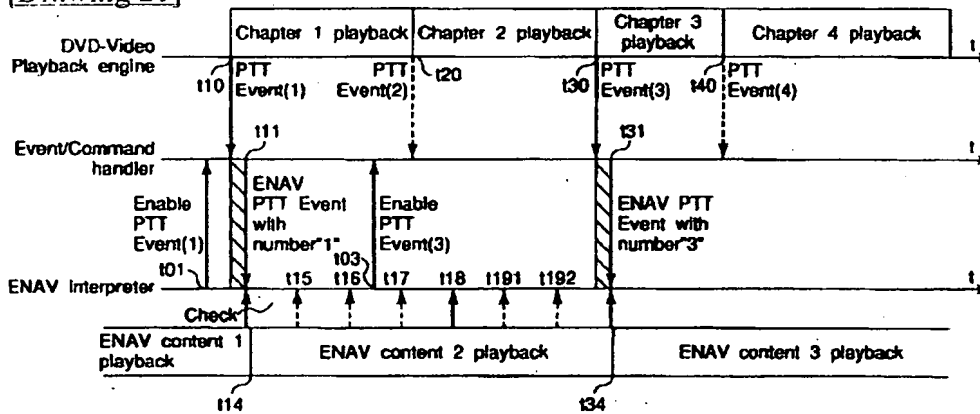 Chapter 1 playback
Chapter 2 playback
Chapter 3
playback
Chapter 4 playback
DVD-Video
Playback engine
t
t10
PTT
Event(1)
PTT
Event(2)
t20
t30
PTT
Event(3)
t40
PTT
Event(4)
t11
t31
Event/Command
handler
t
Enable
PTT
Event(1)
ENAV
PTT Event
with
number"1"
Enable
PTT
Event(3)
ENAV PTT
Event with
number"3"
t01
t03
ENAV Interpreter
t15
t16
t17
t18
t191
t192
t
Check
ENAV content 1
playback
ENAV content 2 playback
ENAV content 3 playback
t14
t34